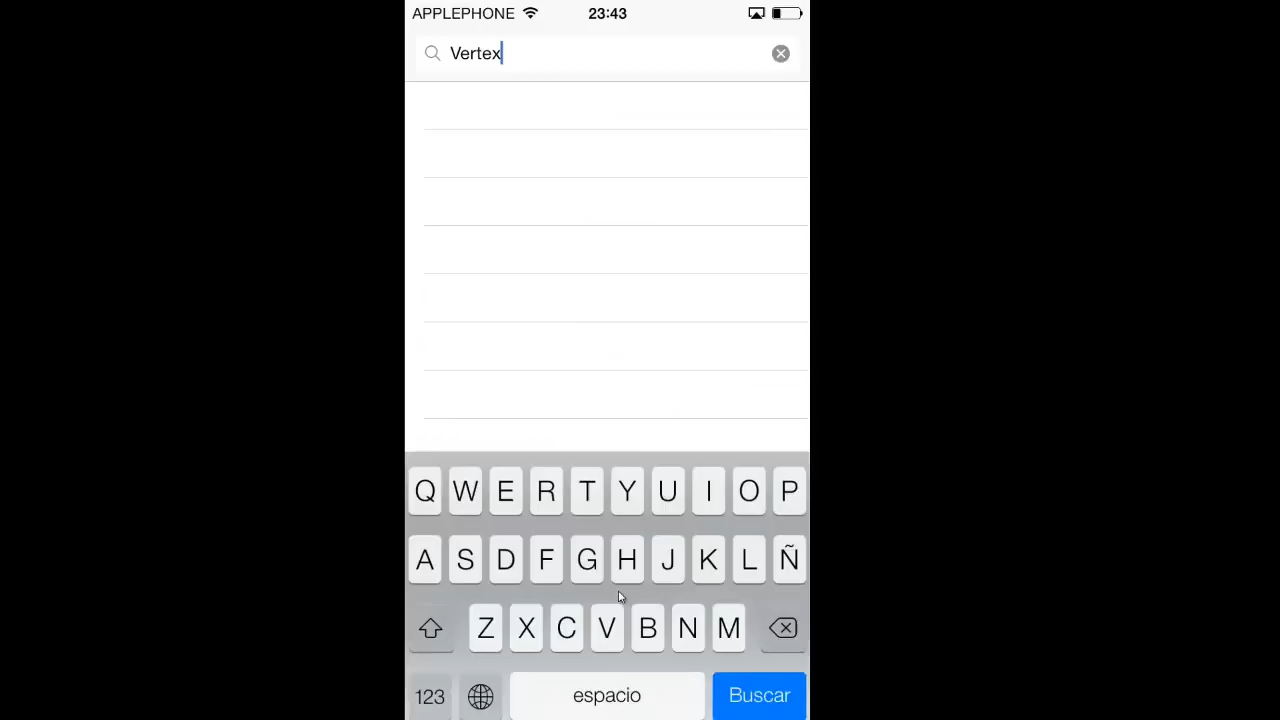 APPLEPHONE 23:43
Vertex
Q W E R T Y U I O P
A S D F G H J K L Ñ
Z X C V B N M
123 espacio Buscar